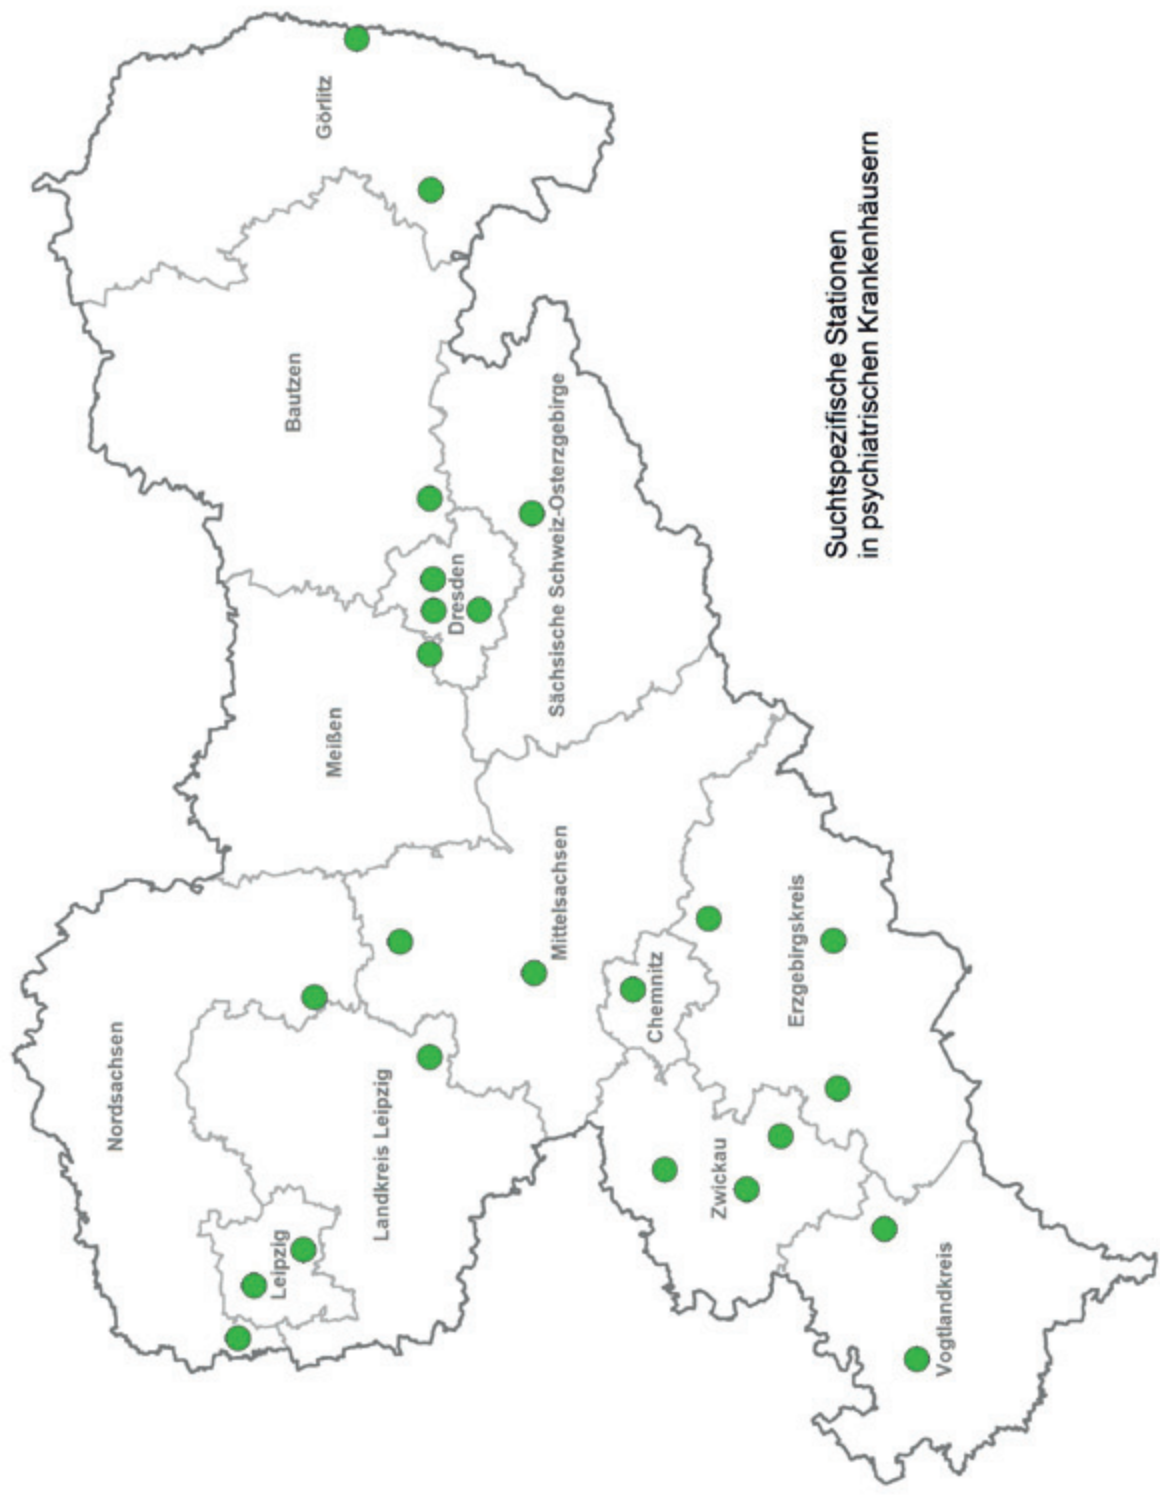 Nordsachsen
Leipzig
Landkreis Leipzig
Meißen
Bautzen
Görlitz
Dresden
Sächsische Schweiz-Osterzgebirge
Mittelsachsen
Chemnitz
Zwickau
Erzgebirgskreis
Vogtlandkreis
Suchtspezifische Stationen
in psychiatrischen Krankenhäusern